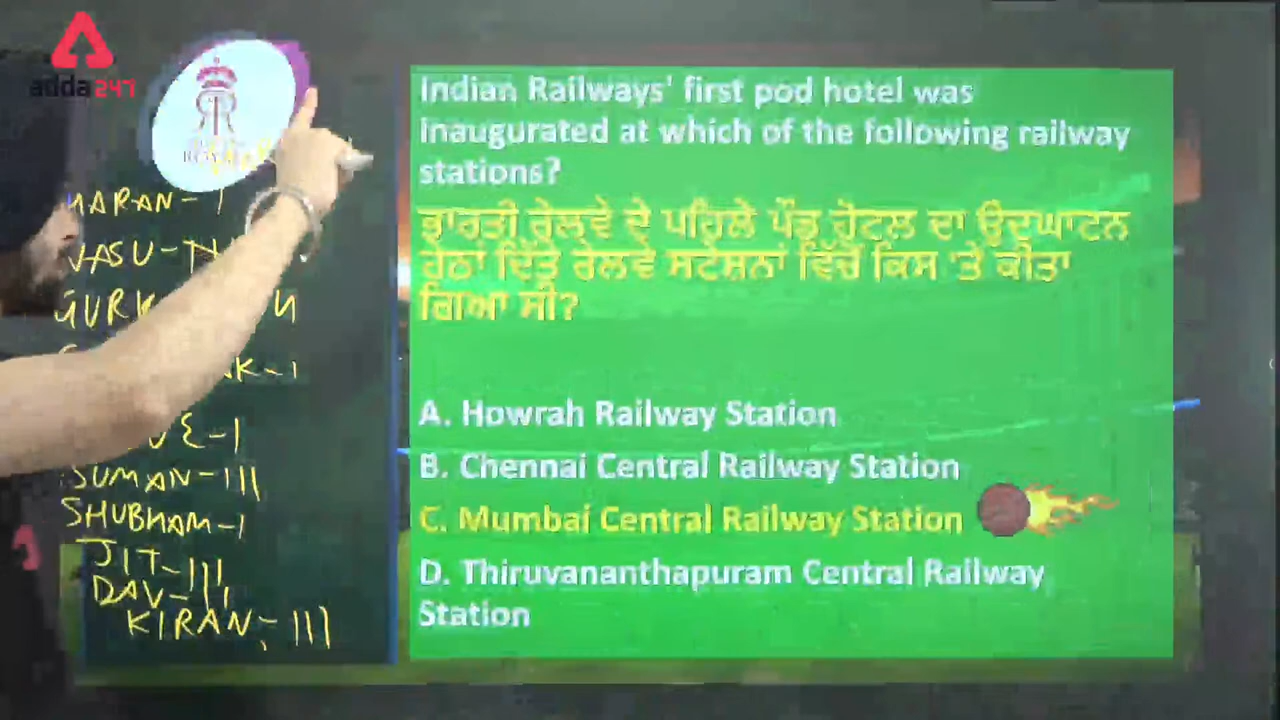 adda247
Indian Railways' first pod hotel was
inaugurated at which of the following railway
stations?
ਭਾਰਤੀ ਰੇਲਵੇ ਦੇ ਪਹਿਲੇ ਪੌਡ ਹੋਟਲ ਦਾ ਉਦਘਾਟਨ
ਹੇਠਾਂ ਦਿੱਤੇ ਰੇਲਵੇ ਸਟੇਸ਼ਨਾਂ ਵਿੱਚੋਂ ਕਿਸ 'ਤੇ ਕੀਤਾ
ਗਿਆ ਸੀ?
A. Howrah Railway Station
B. Chennai Central Railway Station
C. Mumbai Central Railway Station
D. Thiruvananthapuram Central Railway
Station
SUMAN-III
SHUBHAM-I
JIT-III
DAV-III
KIRAN-III